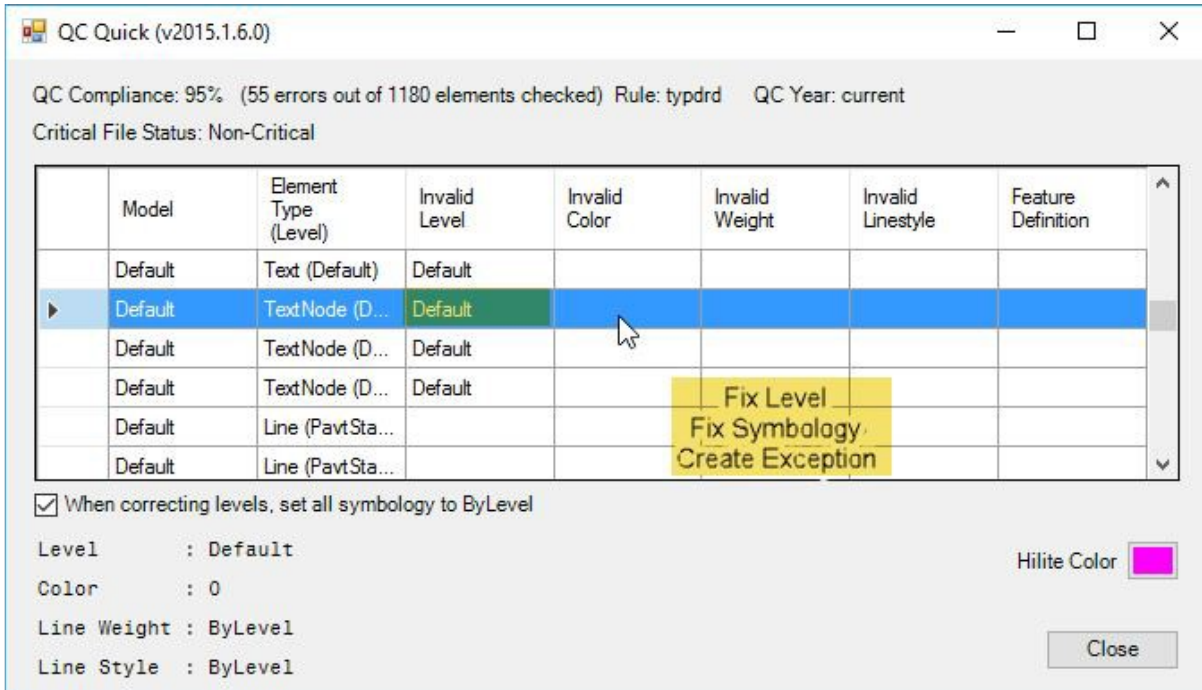 QC Quick (v2015.1.6.0)
QC Compliance: 95% (55 errors out of 1180 elements checked) Rule: typdrd QC Year: current
Critical File Status: Non-Critical
Model Element Type (Level) Invalid Level Invalid Color Invalid Weight Invalid Linestyle Feature Definition
Default Text (Default) Default
Default TextNode (D... Default
Default TextNode (D... Default
Default TextNode (D... Default
Default Line (PavtSta...
Default Line (PavtSta...
Fix Level
Fix Symbology
Create Exception
When correcting levels, set all symbology to ByLevel
Level : Default
Color : 0
Line Weight : ByLevel
Line Style : ByLevel
Hilite Color
Close